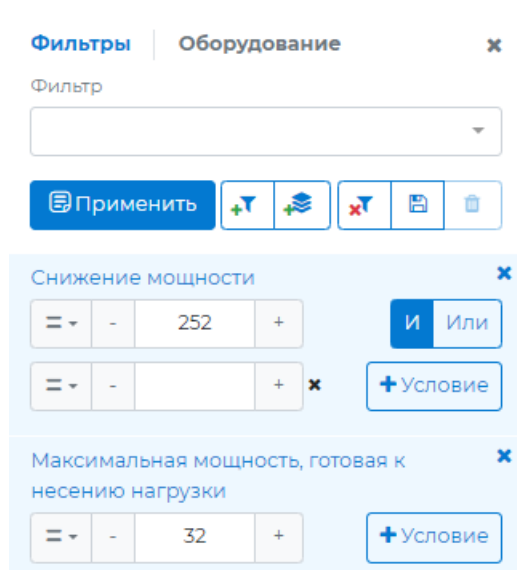 Фильтры Оборудование
Фильтр
Применить
Снижение мощности
= - 252 + И Или
= - + Условие
Максимальная мощность, готовая к
несению нагрузки
= - 32 + Условие